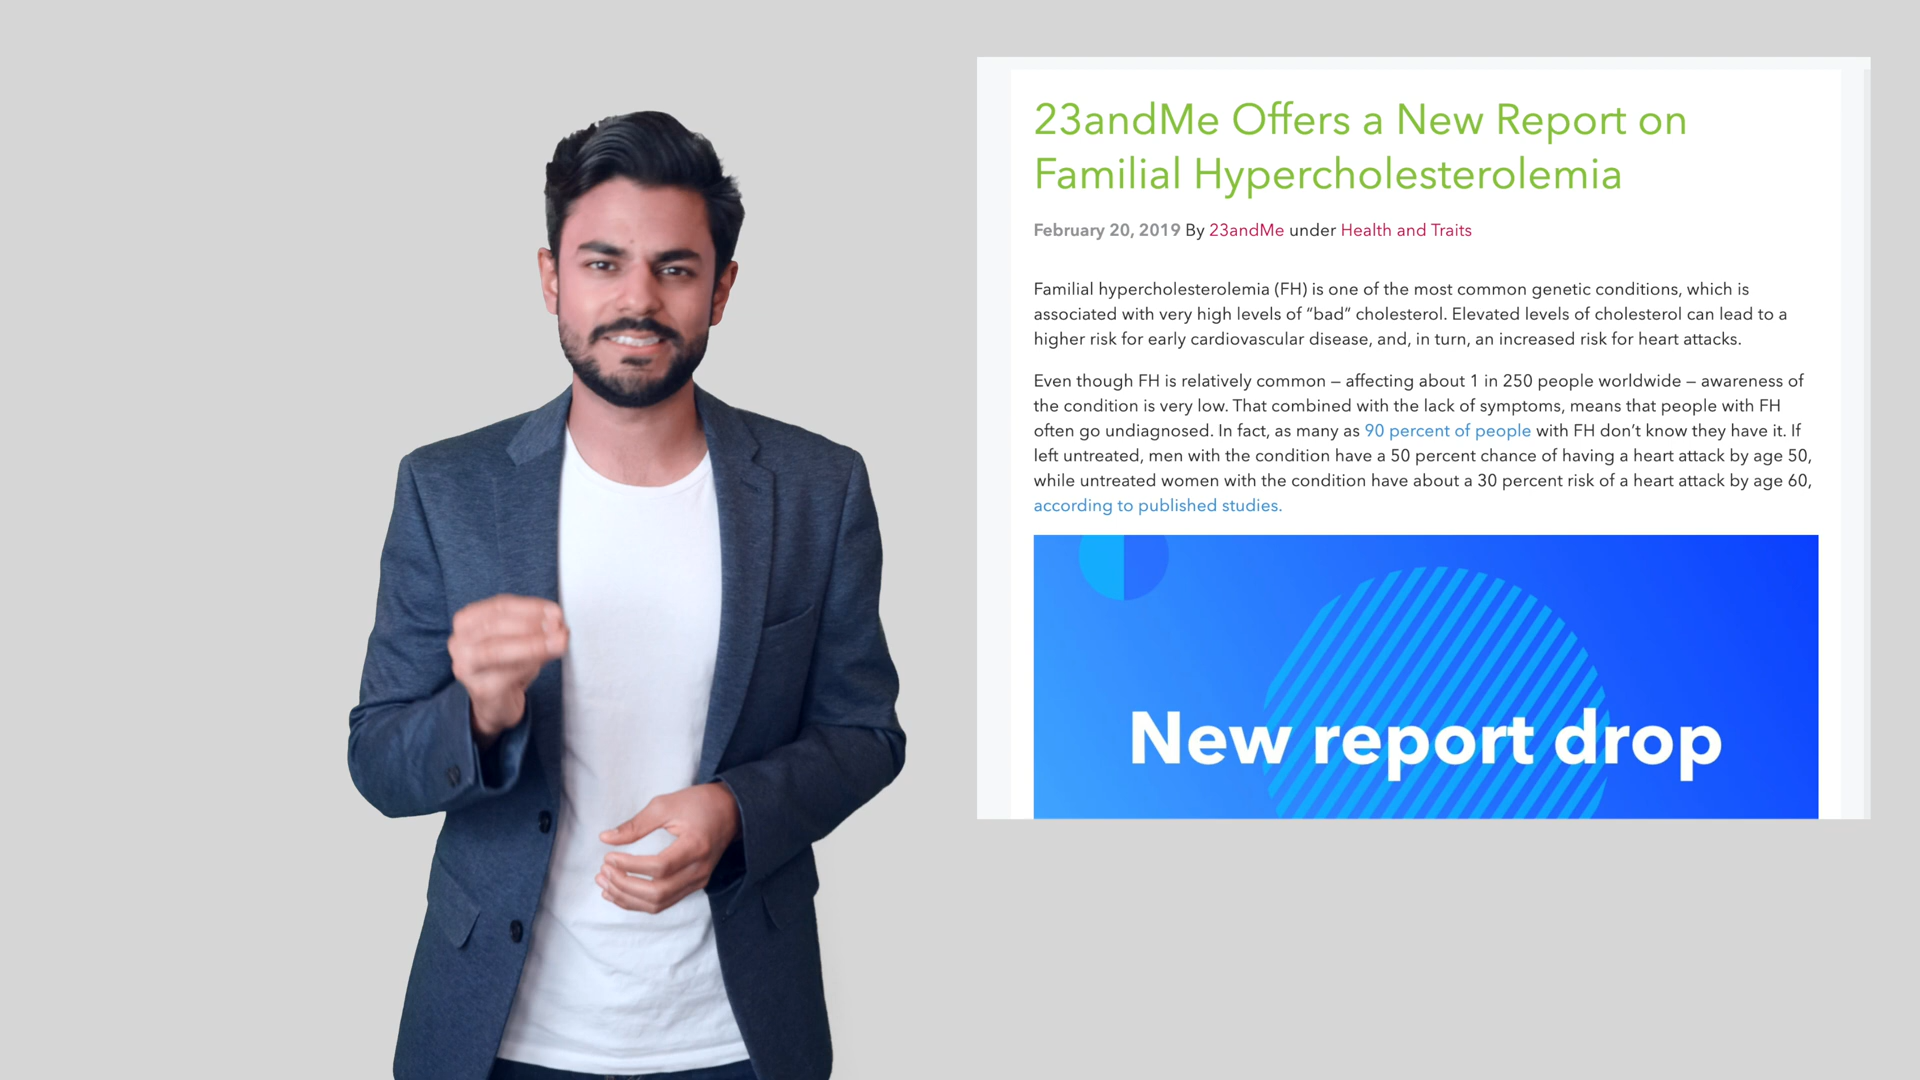 23andMe Offers a New Report on
Familial Hypercholesterolemia
February 20, 2019 By 23andMe under Health and Traits
Familial hypercholesterolemia (FH) is one of the most common genetic conditions, which is
associated with very high levels of “bad” cholesterol. Elevated levels of cholesterol can lead to a
higher risk for early cardiovascular disease, and, in turn, an increased risk for heart attacks.
Even though FH is relatively common – affecting about 1 in 250 people worldwide – awareness of
the condition is very low. That combined with the lack of symptoms, means that people with FH
often go undiagnosed. In fact, as many as 90 percent of people with FH don’t know they have it. If
left untreated, men with the condition have a 50 percent chance of having a heart attack by age 50,
while untreated women with the condition have about a 30 percent risk of a heart attack by age 60,
according to published studies.
New report drop